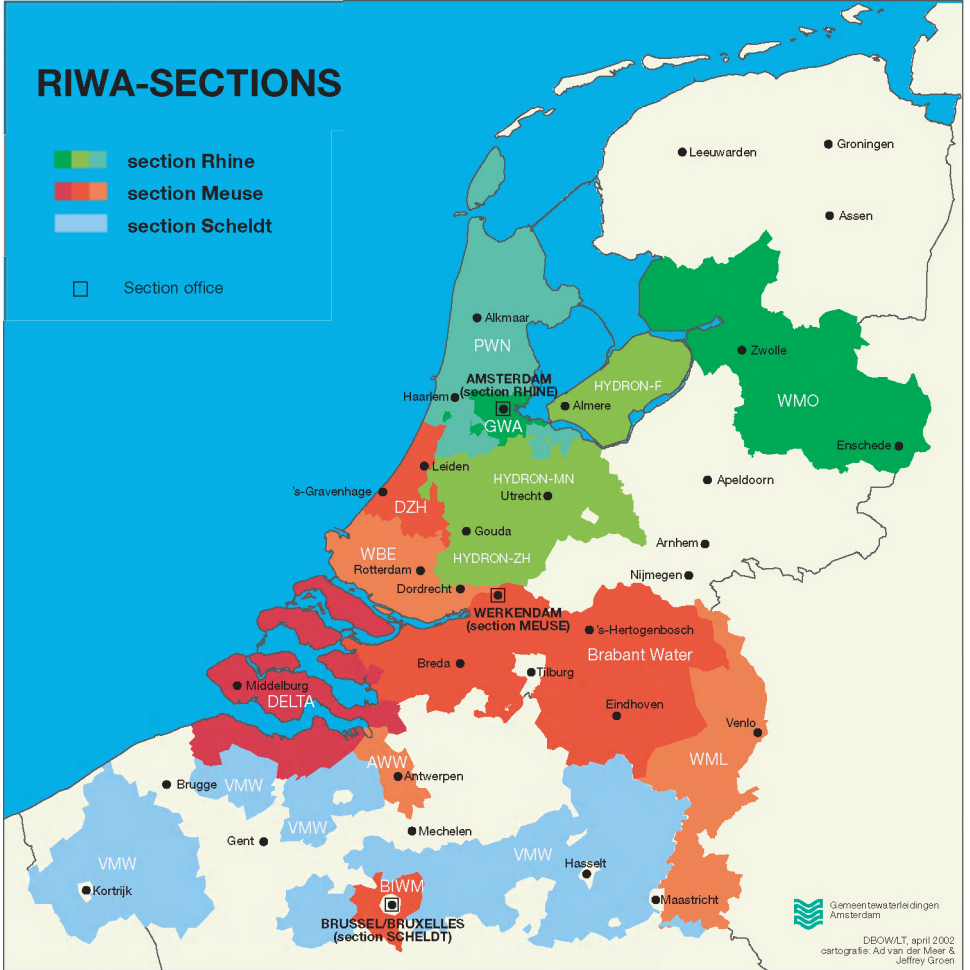 RIWA-SECTIONS
section Rhine
section Meuse
section Scheldt
Section office
Leeuwarden
Groningen
Assen
Alkmaar
PWN
Zwolle
AMSTERDAM
(section RHINE)
HYDRON-F
Haarlem
Almere
WMO
GWA
Enschede
Leiden
HYDRON-MN
Apeldoorn
's-Gravenhage
Utrecht
DZH
Gouda
Arnhem
WBE
HYDRON-ZH
Rotterdam
Nijmegen
Dordrecht
WERKENDAM
(section MEUSE)
's-Hertogenbosch
Brabant Water
Breda
Tilburg
Middelburg
DELTA
Eindhoven
Venlo
WML
AWW
Antwerpen
Brugge
VMW
VMW
Mechelen
Gent
VMW
VMW
Hasselt
Kortrijk
BIWM
Maastricht
BRUSSEL/BRUXELLES
(section SCHELDT)
Gemeentewaterleidingen
Amsterdam
DBOW/LT, april 2002
cartografie: Ad van der Meer &
Jeffrey Groen